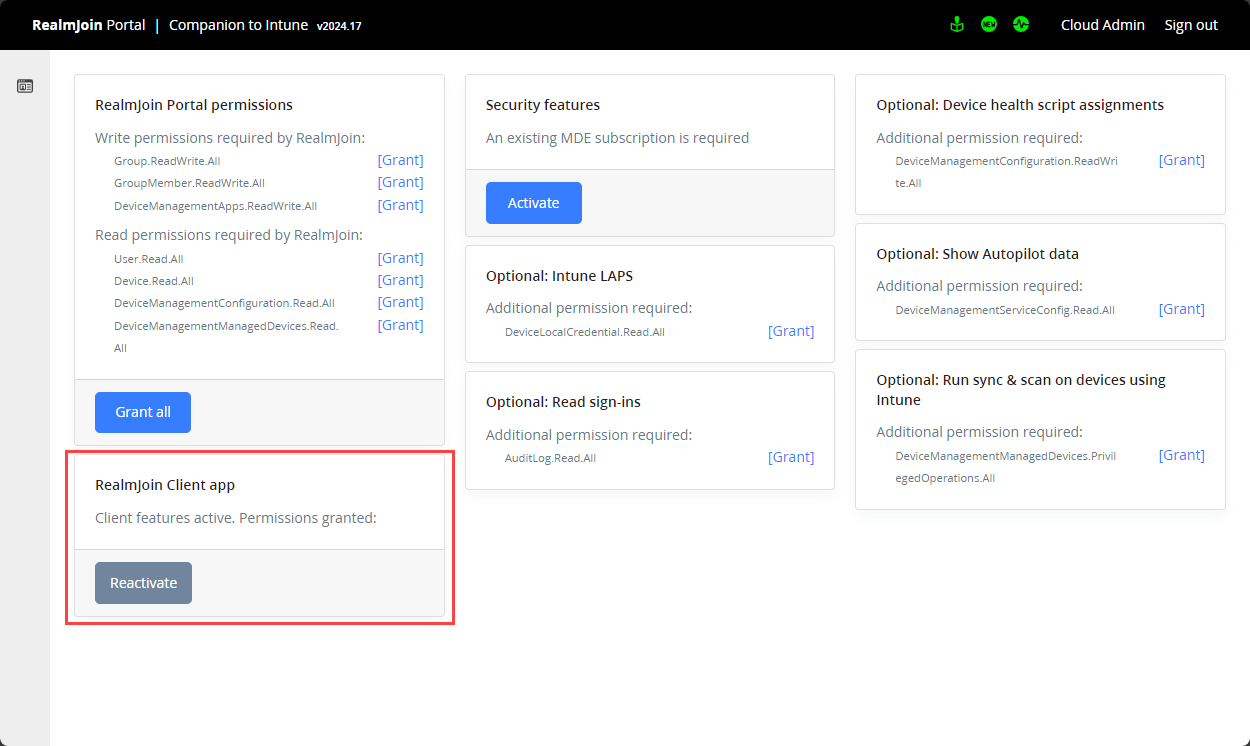 RealmJoin Portal | Companion to Intune v2024.17
NEW
Cloud Admin
Sign out
RealmJoin Portal permissions
Write permissions required by RealmJoin:
Group.ReadWrite.All [Grant]
GroupMember.ReadWrite.All [Grant]
DeviceManagementApps.ReadWrite.All [Grant]
Read permissions required by RealmJoin:
User.Read.All [Grant]
Device.Read.All [Grant]
DeviceManagementConfiguration.Read.All [Grant]
DeviceManagementManagedDevices.Read. [Grant]
All
Grant all
RealmJoin Client app
Client features active. Permissions granted:
Reactivate
Security features
An existing MDE subscription is required
Activate
Optional: Intune LAPS
Additional permission required:
DeviceLocalCredential.Read.All [Grant]
Optional: Read sign-ins
Additional permission required:
AuditLog.Read.All [Grant]
Optional: Device health script assignments
Additional permission required:
DeviceManagementConfiguration.ReadWri [Grant]
te.All
Optional: Show Autopilot data
Additional permission required:
DeviceManagementServiceConfig.Read.All [Grant]
Optional: Run sync & scan on devices using
Intune
Additional permission required:
DeviceManagementManagedDevices.Privil [Grant]
egedOperations.All